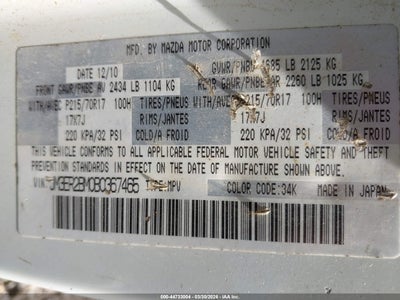 MFD. BY MAZDA MOTOR CORPORATION
DATE 12/10 GVWR/PNBV LB 2125 KG
FRONT GAWR/PNBE AV 2434 LB 1104 KG GAWR/PNBE AR 2260 LB 1025 KG
WITH/AVEC P215/70R17 100H TIRES/PNEUS WITH/AVEC P215/70R17 100H TIRES/PNEUS
17X7J RIMS/JANTES 17X7J RIMS/JANTES
220 KPA/32 PSI COLD/A FROID 220 KPA/32 PSI COLD/A FROID
THIS VEHICLE CONFORMS TO ALL APPLICABLE FEDERAL MOTOR VEHICLE SAFETY AND THEFT
PREVENTION STANDARDS IN EFFECT ON THE DATE OF MANUFACTURE SHOWN ABOVE.
VIN: MPV COLOR CODE: 34K MADE IN JAPAN
600-44733004 - 03/30/2024 - IAA Inc.